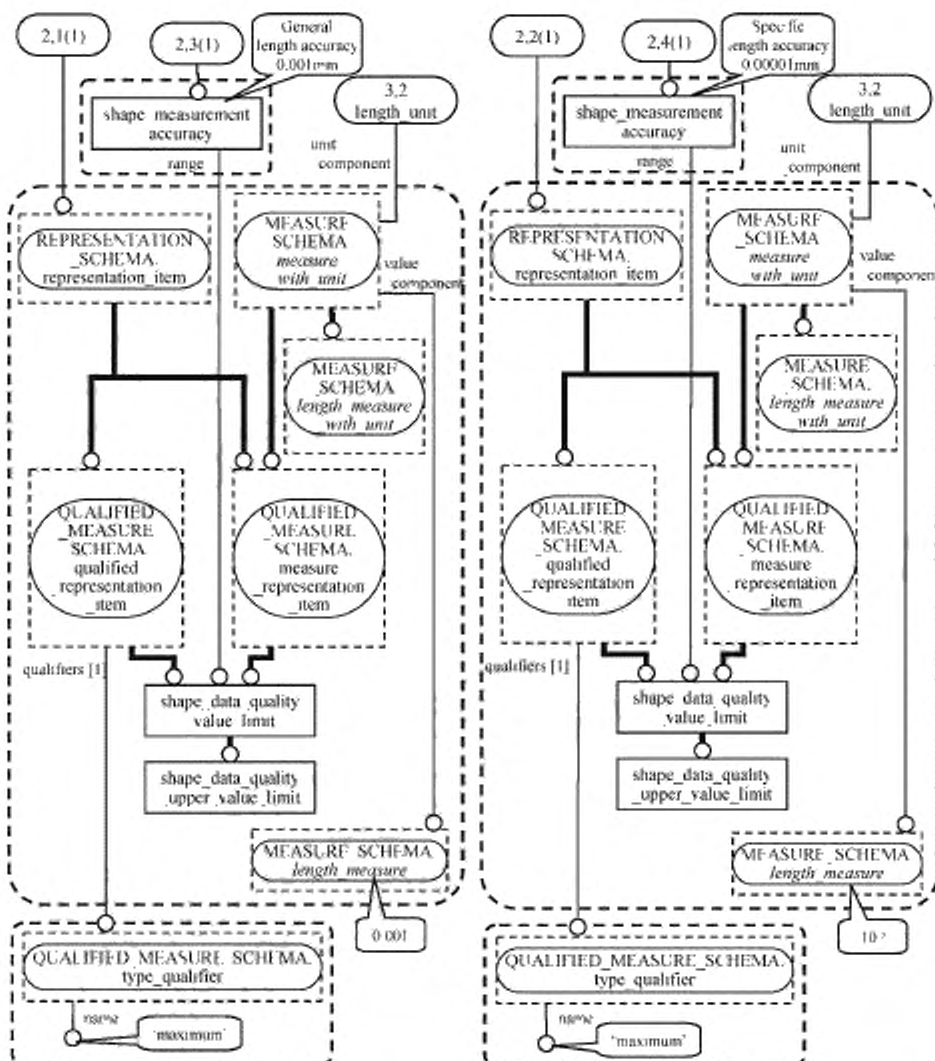 2,1(1)
2,3(1)
General
length accuracy
0.001mm
3,2
length_unit
shape_measurement
accuracy
range
unit
component
REPRESENTATION
_SCHEMA.
representation_item
MEASURE
SCHEMA
measure
with_unit
value
component
MEASURE
SCHEMA
length_measure
with_unit
QUALIFIED
_MEASURE
_SCHEMA
qualified
_representation
_item
QUALIFIED
_MEASURE
_SCHEMA.
measure
_representation
_item
qualifiers [1]
shape_data_quality
value_limit
shape_data_quality
_upper_value_limit
MEASURE_SCHEMA
length_measure
0.001
QUALIFIED_MEASURE_SCHEMA.
type_qualifier
name
'maximum'
2,2(1)
2,4(1)
Specific
length accuracy
0.00001mm
3,2
length_unit
shape_measurement
accuracy
range
unit
component
REPRESENTATION
_SCHEMA.
representation_item
MEASURE
_SCHEMA
measure
with_unit
value
component
MEASURE
_SCHEMA.
length_measure
with_unit
QUALIFIED
_MEASURE
_SCHEMA.
qualified
_representation
_item
QUALIFIED
_MEASURE
_SCHEMA.
measure
_representation
_item
qualifiers [1]
shape_data_quality
value_limit
shape_data_quality
_upper_value_limit
MEASURE_SCHEMA
length_measure
QUALIFIED_MEASURE_SCHEMA.
type_qualifier
name
'maximum'